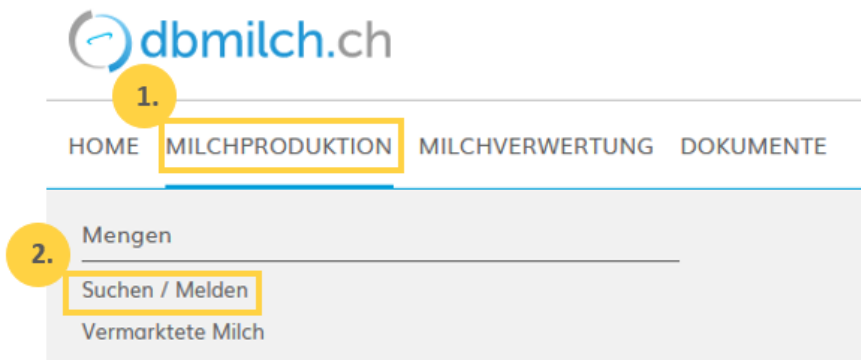 dbmilch.ch
1.
HOME MILCHPRODUKTION MILCHVERWERTUNG DOKUMENTE
Mengen
2.
Suchen / Melden
Vermarktete Milch